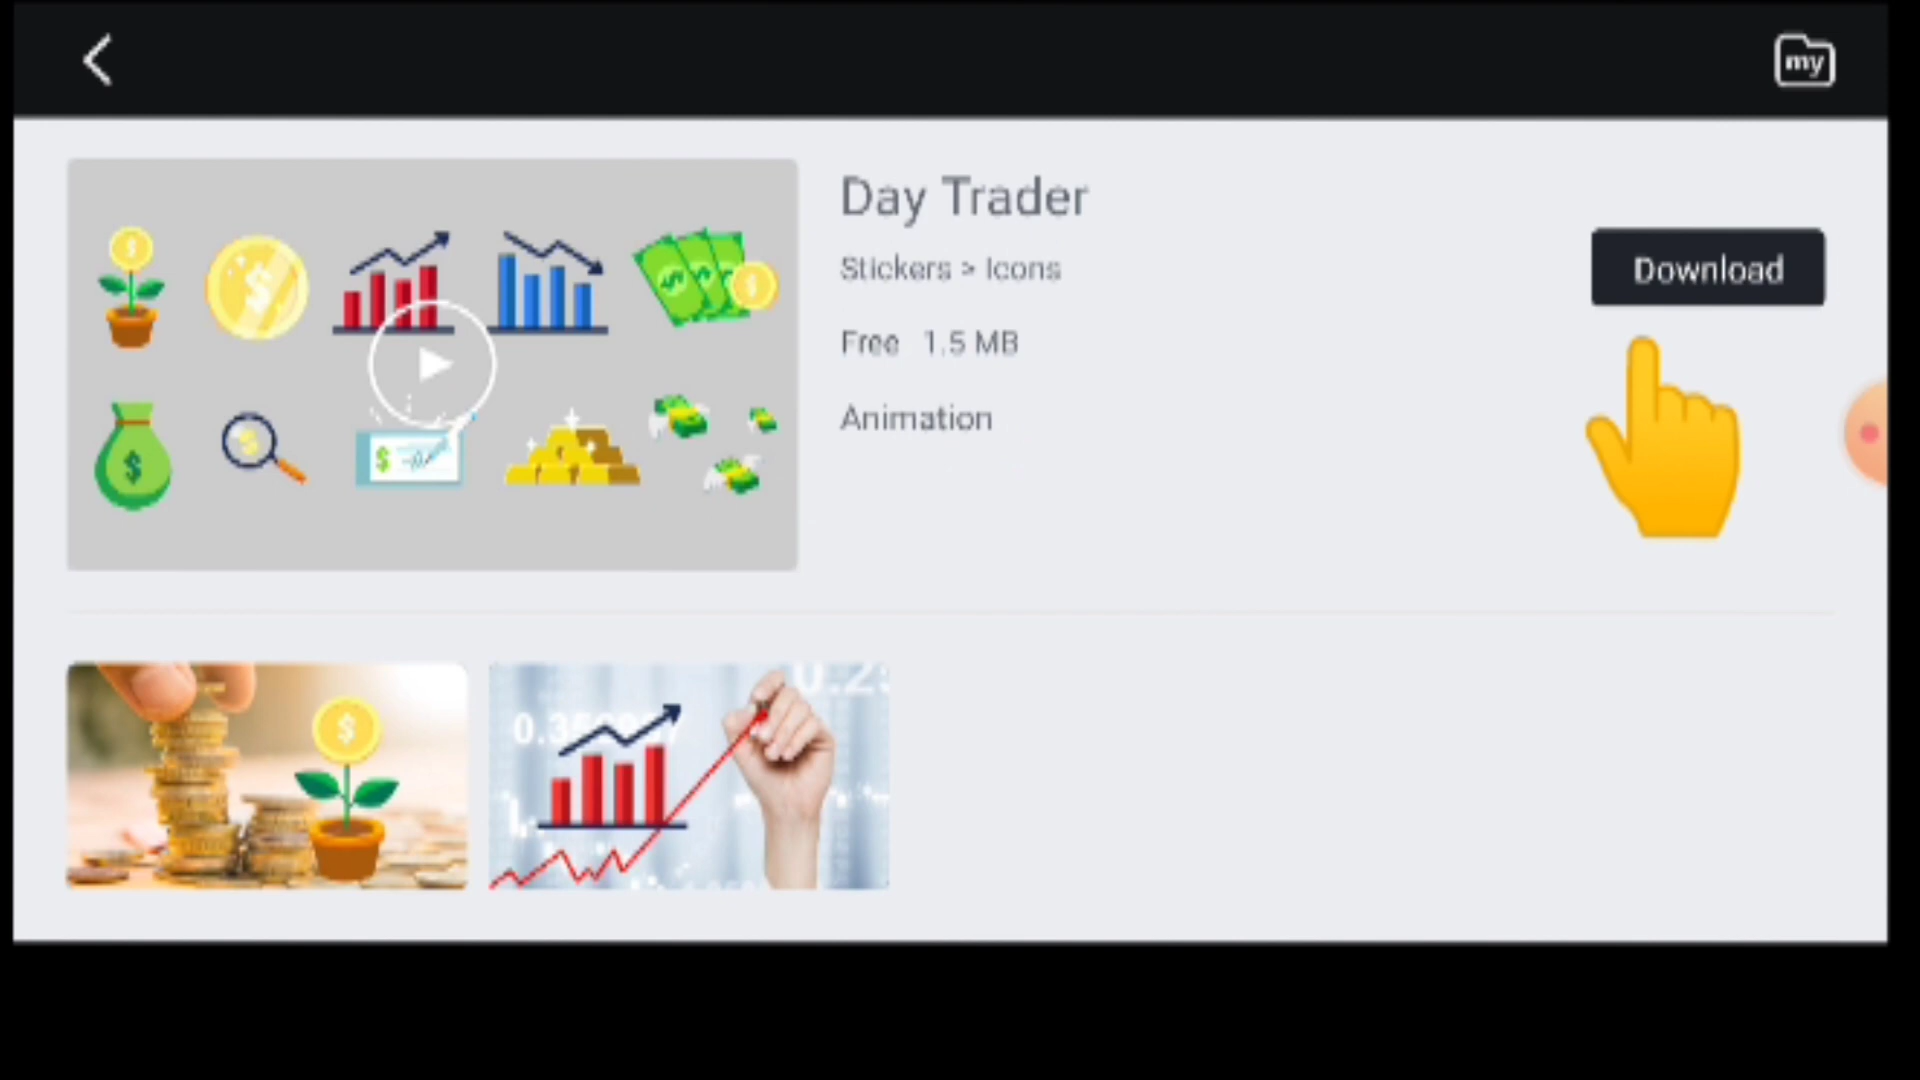 my
Day Trader
Stickers > Icons
Download
Free 1.5 MB
Animation